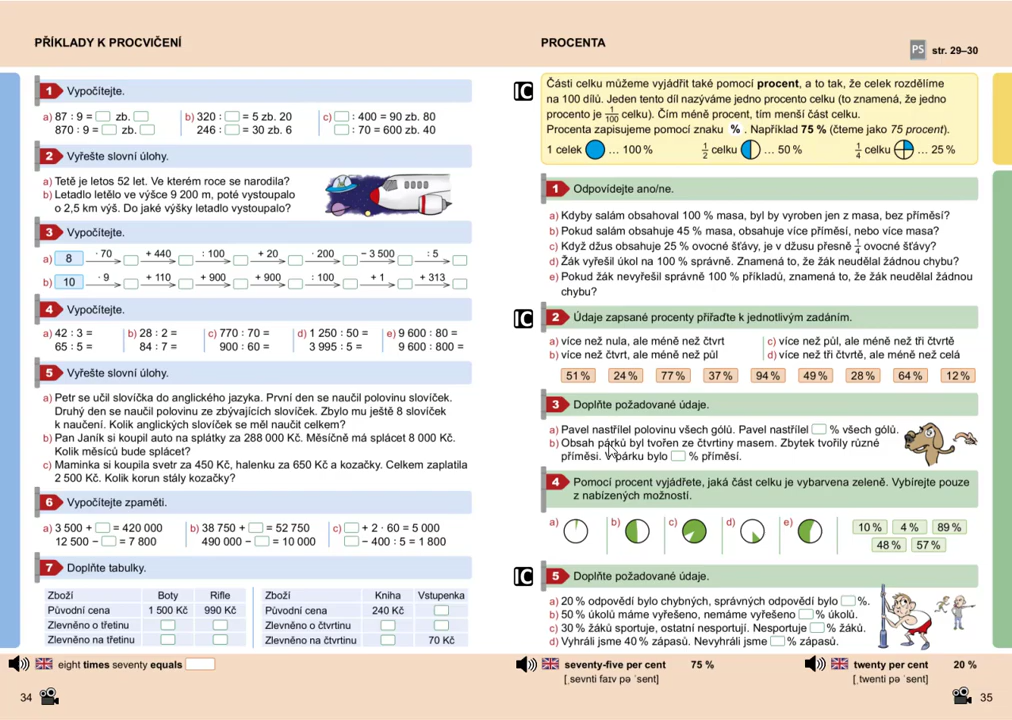 PŘÍKLADY K PROCVIČENÍ
1 Vypočítejte.
a) 87 : 9 = zb.
870 : 9 = zb.
b) 320 : = 5 zb. 20
246 : = 30 zb. 6
c) : 400 = 90 zb. 80
: 70 = 600 zb. 40
2 Vyřešte slovní úlohy.
a) Tetě je letos 52 let. Ve kterém roce se narodila?
b) Letadlo letělo ve výšce 9 200 m, poté vystoupalo
o 2,5 km výš. Do jaké výšky letadlo vystoupalo?
3 Vypočítejte.
a) 8 · 70 + 440 : 100 + 20 · 200 − 3 500 : 5
b) 10 · 9 + 110 + 900 + 900 : 100 + 1 + 313
4 Vypočítejte.
a) 42 : 3 =
65 : 5 =
b) 28 : 2 =
84 : 7 =
c) 770 : 70 =
900 : 60 =
d) 1 250 : 50 =
3 995 : 5 =
e) 9 600 : 80 =
9 600 : 800 =
5 Vyřešte slovní úlohy.
a) Petr se učil slovíčka do anglického jazyka. První den se naučil polovinu slovíček.
Druhý den se naučil polovinu ze zbývajících slovíček. Zbylo mu ještě 8 slovíček
k naučení. Kolik anglických slovíček se měl naučit celkem?
b) Pan Janík si koupil auto na splátky za 288 000 Kč. Měsíčně má splácet 8 000 Kč.
Kolik měsíců bude splácet?
c) Maminka si koupila svetr za 450 Kč, halenku za 650 Kč a kozačky. Celkem zaplatila
2 500 Kč. Kolik korun stály kozačky?
6 Vypočítejte zpaměti.
a) 3 500 + = 420 000
12 500 − = 7 800
b) 38 750 + = 52 750
490 000 − = 10 000
c) + 2 · 60 = 5 000
− 400 : 5 = 1 800
7 Doplňte tabulky.
Zboží Boty Rifle
Původní cena 1 500 Kč 990 Kč
Zlevněno o třetinu
Zlevněno na třetinu
Zboží Kniha Vstupenka
Původní cena 240 Kč
Zlevněno o čtvrtinu
Zlevněno na čtvrtinu 70 Kč
eight times seventy equals
34
PROCENTA
PS str. 29–30
Části celku můžeme vyjádřit také pomocí procent, a to tak, že celek rozdělíme
na 100 dílů. Jeden tento díl nazýváme jedno procento celku (to znamená, že jedno
procento je 1/100 celku). Čím méně procent, tím menší část celku.
Procenta zapisujeme pomocí znaku % . Například 75 % (čteme jako 75 procent).
1 celek … 100 % 1/2 celku … 50 % 1/4 celku … 25 %
1 Odpovídejte ano/ne.
a) Kdyby salám obsahoval 100 % masa, byl by vyroben jen z masa, bez příměsí?
b) Pokud salám obsahuje 45 % masa, obsahuje více příměsí, nebo více masa?
c) Když džus obsahuje 25 % ovocné šťávy, je v džusu přesně 1/4 ovocné šťávy?
d) Žák vyřešil úkol na 100 % správně. Znamená to, že žák neudělal žádnou chybu?
e) Pokud žák nevyřešil správně 100 % příkladů, znamená to, že žák neudělal žádnou
chybu?
2 Údaje zapsané procenty přiřaďte k jednotlivým zadáním.
a) více než nula, ale méně než čtvrt
b) více než čtvrt, ale méně než půl
c) více než půl, ale méně než tři čtvrtě
d) více než tři čtvrtě, ale méně než celá
51 % 24 % 77 % 37 % 94 % 49 % 28 % 64 % 12 %
3 Doplňte požadované údaje.
a) Pavel nastřílel polovinu všech gólů. Pavel nastřílel % všech gólů.
b) Obsah párků byl tvořen ze čtvrtiny masem. Zbytek tvořily různé
příměsi. párku bylo % příměsí.
4 Pomocí procent vyjádřete, jaká část celku je vybarvena zeleně. Vybírejte pouze
z nabízených možností.
a) b) c) d) e)
10 % 4 % 89 %
48 % 57 %
5 Doplňte požadované údaje.
a) 20 % odpovědí bylo chybných, správných odpovědí bylo %.
b) 50 % úkolů máme vyřešeno, nemáme vyřešeno % úkolů.
c) 30 % žáků sportuje, ostatní nesportují. Nesportuje % žáků.
d) Vyhráli jsme 40 % zápasů. Nevyhráli jsme % zápasů.
seventy-five per cent 75 %
[ˌsevnti faɪv pə ˈsent]
twenty per cent 20 %
[ˌtwenti pə ˈsent]
35